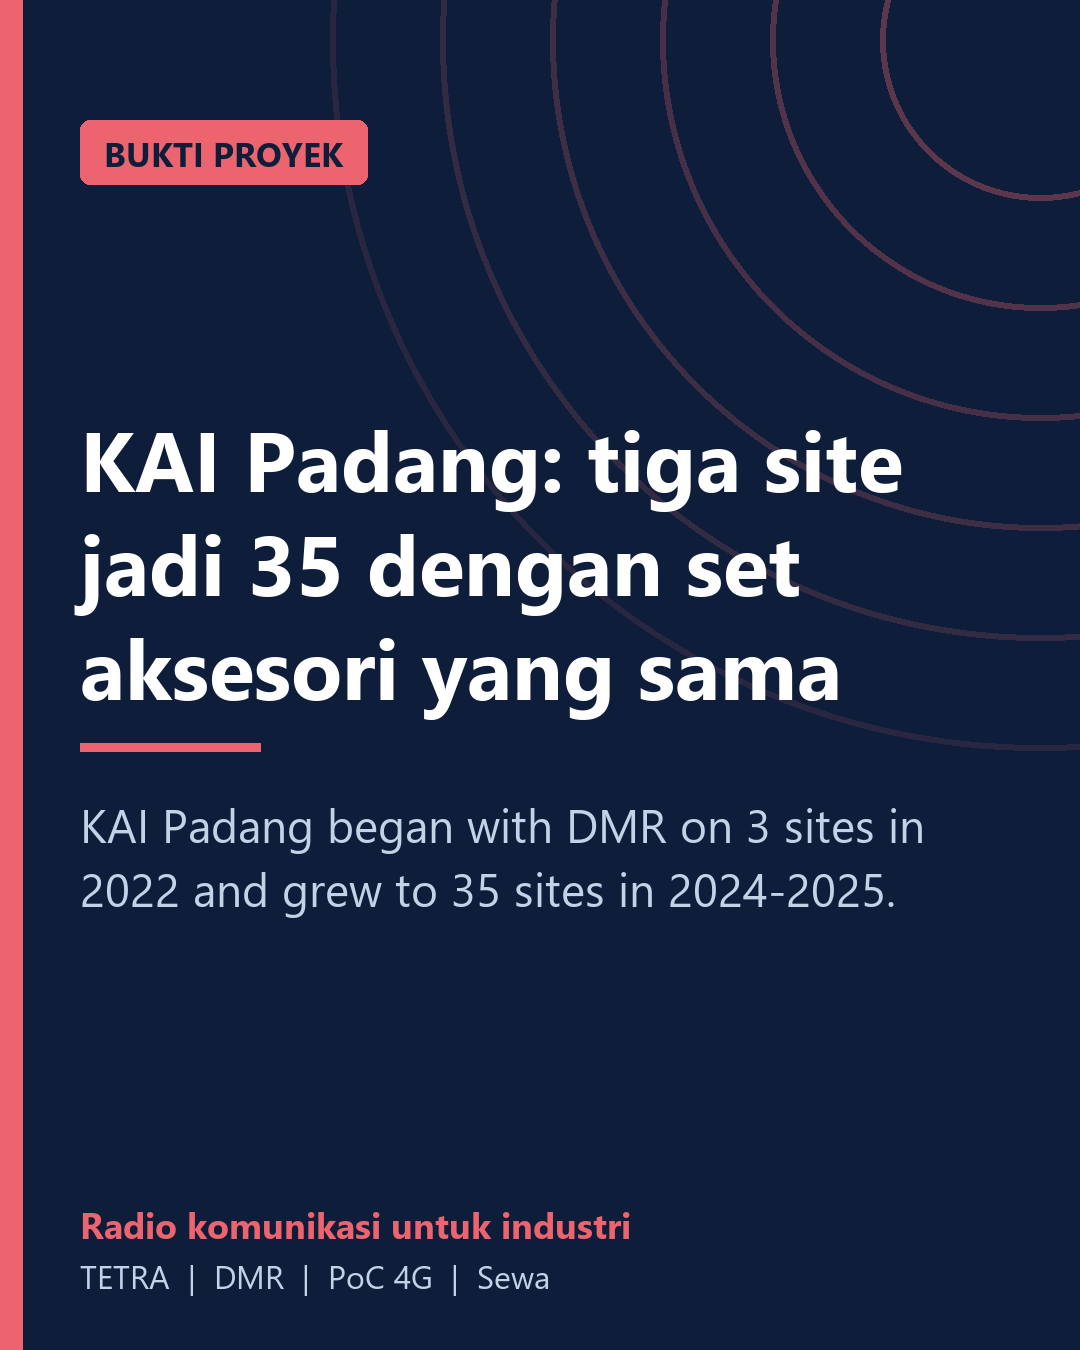 BUKTI PROYEK
KAI Padang: tiga site
jadi 35 dengan set
aksesori yang sama
KAI Padang began with DMR on 3 sites in
2022 and grew to 35 sites in 2024-2025.
Radio komunikasi untuk industri
TETRA | DMR | PoC 4G | Sewa